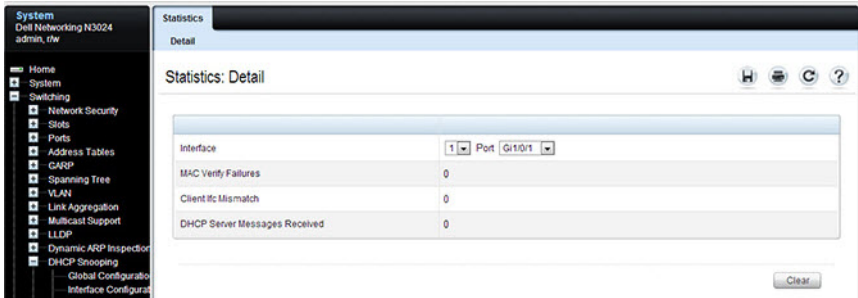 System
Dell Networking N3024
admin, r/w
Home
System
Switching
Network Security
Slots
Ports
Address Tables
GARP
Spanning Tree
VLAN
Link Aggregation
Multicast Support
LLDP
Dynamic ARP Inspection
DHCP Snooping
Global Configuratio
Interface Configurat
Statistics
Detail
Statistics: Detail
Interface 1 Port Gi1/0/1
MAC Verify Failures 0
Client Ifc Mismatch 0
DHCP Server Messages Received 0
Clear